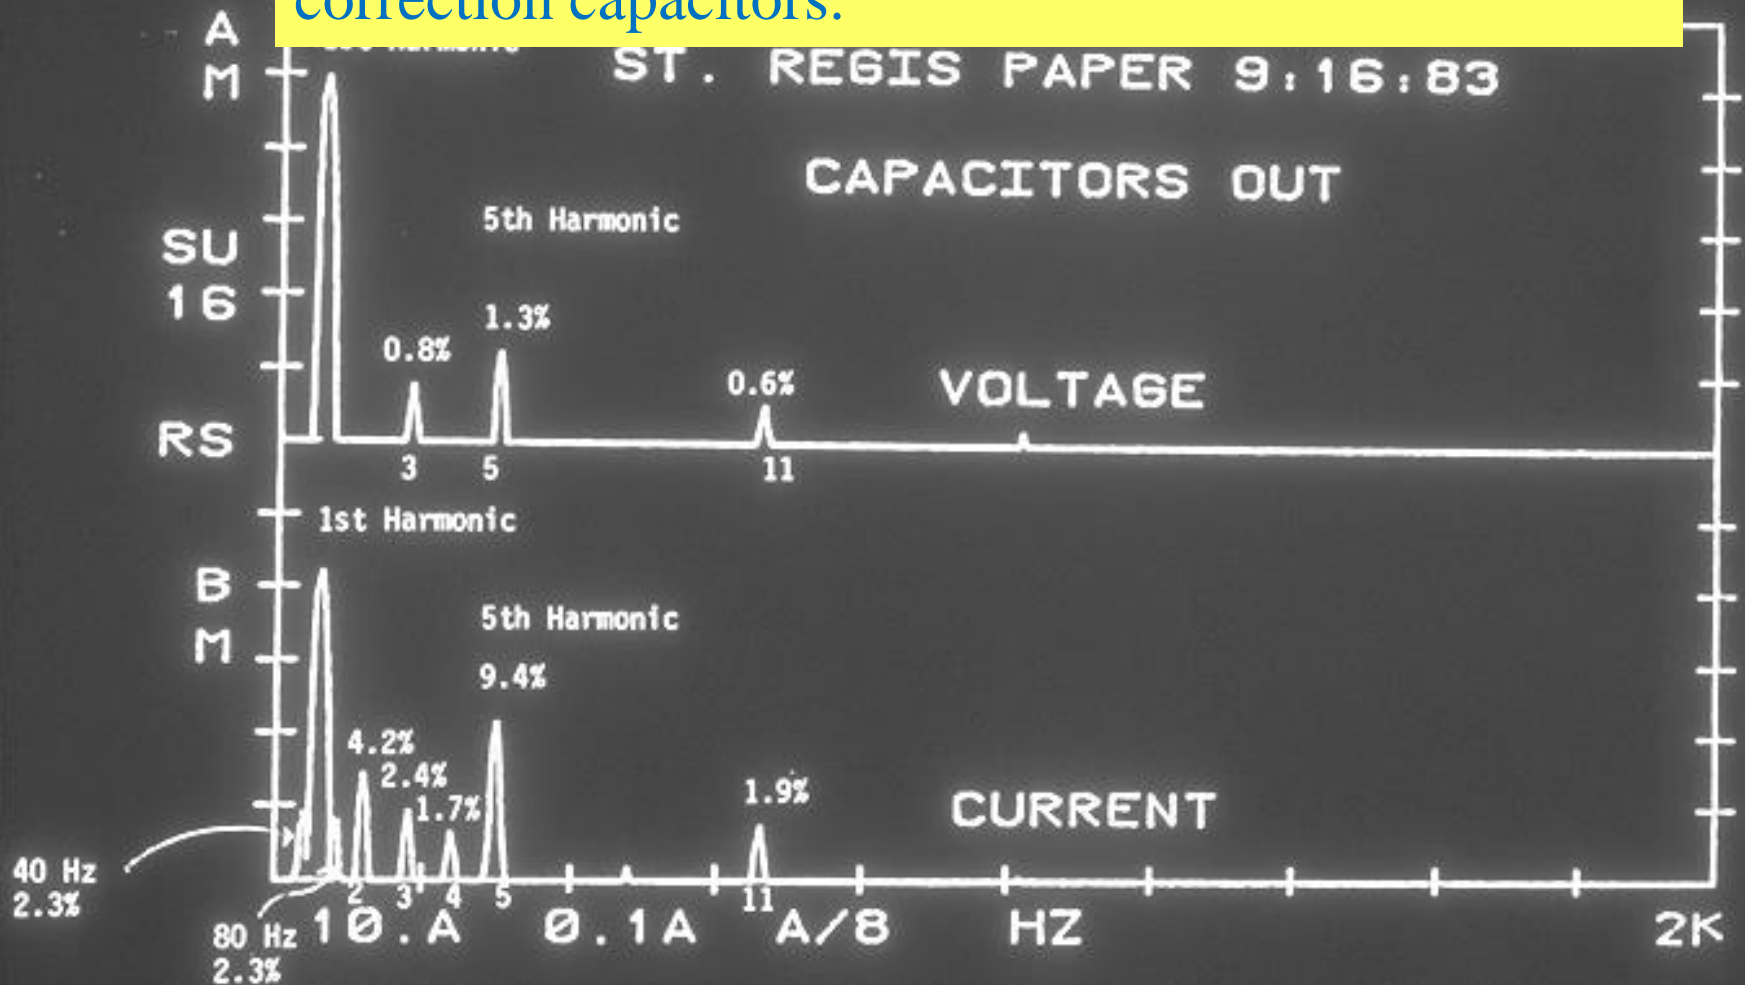 correction capacitors.
A
M
1st Harmonic
ST. REGIS PAPER 9:16:83
CAPACITORS OUT
5th Harmonic
SU
16
1.3%
0.8%
0.6%
VOLTAGE
RS
3 5 11
1st Harmonic
B
M
5th Harmonic
9.4%
4.2%
2.4%
1.7%
1.9%
CURRENT
40 Hz
2.3%
2 3 4 5 11
80 Hz
2.3%
10.A 0.1A A/8 HZ 2K